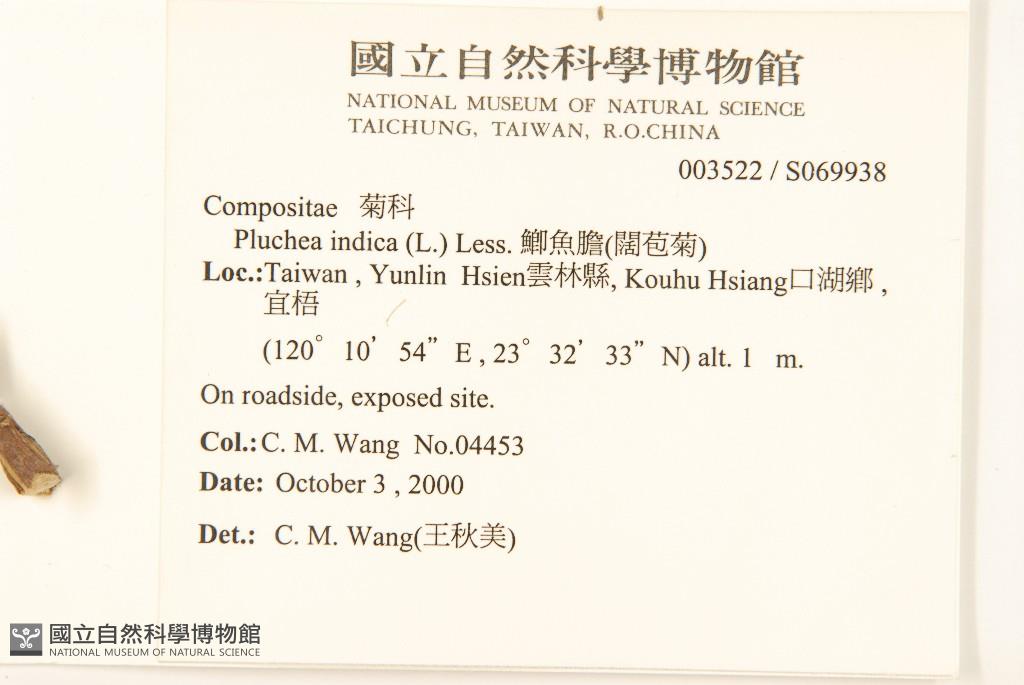 國立自然科學博物館
NATIONAL MUSEUM OF NATURAL SCIENCE
TAICHUNG, TAIWAN, R.O.CHINA
003522 / S069938
Compositae 菊科
Pluchea indica (L.) Less. 鯽魚膽(闊苞菊)
Loc.:Taiwan , Yunlin Hsien雲林縣, Kouhu Hsiang口湖鄉 ,
宜梧
(120° 10’ 54” E , 23° 32’ 33” N) alt. 1 m.
On roadside, exposed site.
Col.: C. M. Wang No.04453
Date: October 3 , 2000
Det.: C. M. Wang(王秋美)
國立自然科學博物館
NATIONAL MUSEUM OF NATURAL SCIENCE